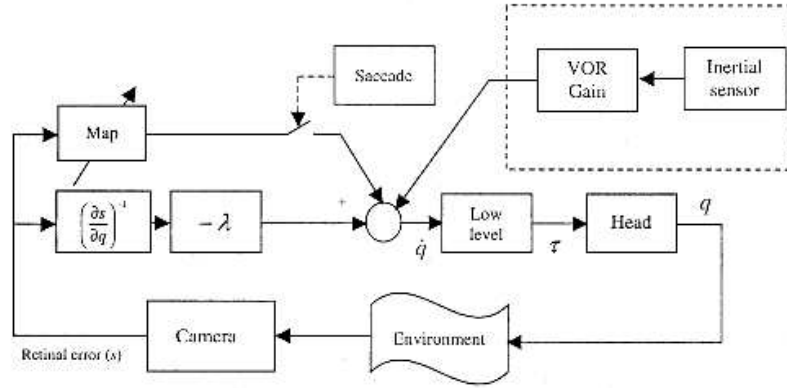 Saccade
VOR
Gain
Inertial
sensor
Map
(∂s/∂q)⁻¹
− λ
+
q̇
Low
level
τ
Head
q
Retinal error (s)
Camera
Environment